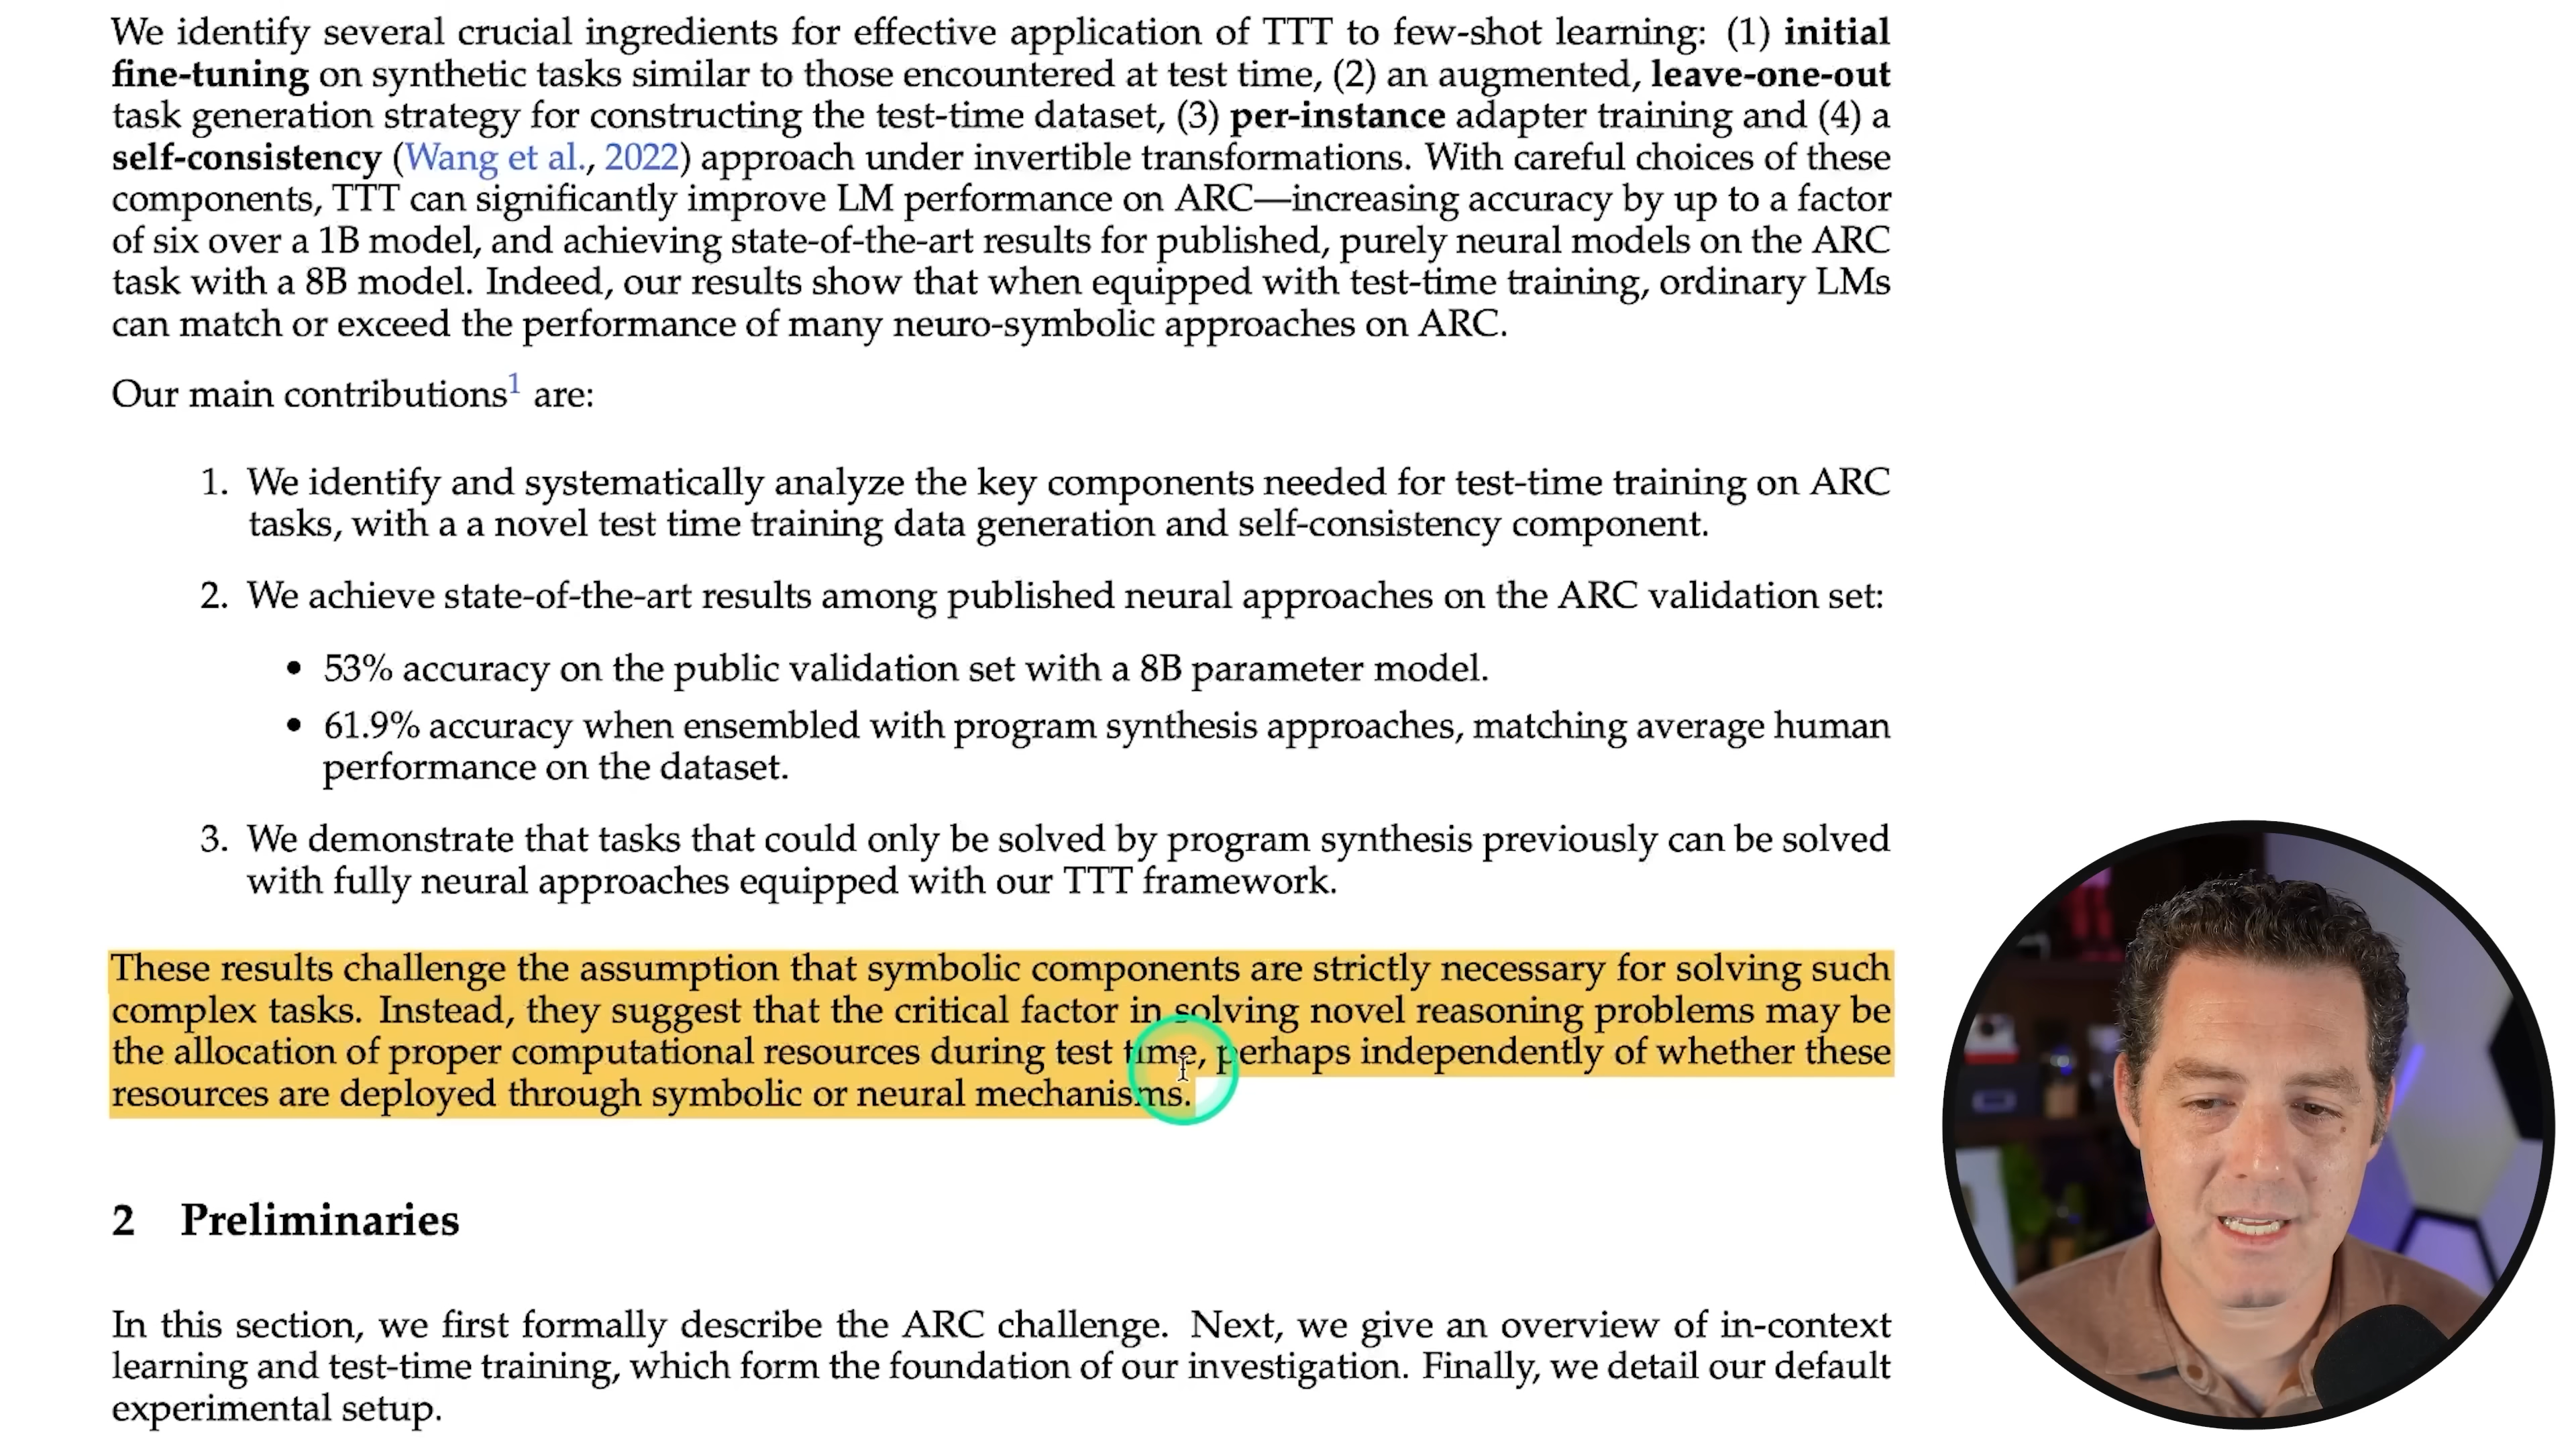 We identify several crucial ingredients for effective application of TTT to few-shot learning: (1) initial
fine-tuning on synthetic tasks similar to those encountered at test time, (2) an augmented, leave-one-out
task generation strategy for constructing the test-time dataset, (3) per-instance adapter training and (4) a
self-consistency (Wang et al., 2022) approach under invertible transformations. With careful choices of these
components, TTT can significantly improve LM performance on ARC—increasing accuracy by up to a factor
of six over a 1B model, and achieving state-of-the-art results for published, purely neural models on the ARC
task with a 8B model. Indeed, our results show that when equipped with test-time training, ordinary LMs
can match or exceed the performance of many neuro-symbolic approaches on ARC.
Our main contributions1 are:
1. We identify and systematically analyze the key components needed for test-time training on ARC
tasks, with a a novel test time training data generation and self-consistency component.
2. We achieve state-of-the-art results among published neural approaches on the ARC validation set:
• 53% accuracy on the public validation set with a 8B parameter model.
• 61.9% accuracy when ensembled with program synthesis approaches, matching average human
performance on the dataset.
3. We demonstrate that tasks that could only be solved by program synthesis previously can be solved
with fully neural approaches equipped with our TTT framework.
These results challenge the assumption that symbolic components are strictly necessary for solving such
complex tasks. Instead, they suggest that the critical factor in solving novel reasoning problems may be
the allocation of proper computational resources during test time, perhaps independently of whether these
resources are deployed through symbolic or neural mechanisms.
2 Preliminaries
In this section, we first formally describe the ARC challenge. Next, we give an overview of in-context
learning and test-time training, which form the foundation of our investigation. Finally, we detail our default
experimental setup.